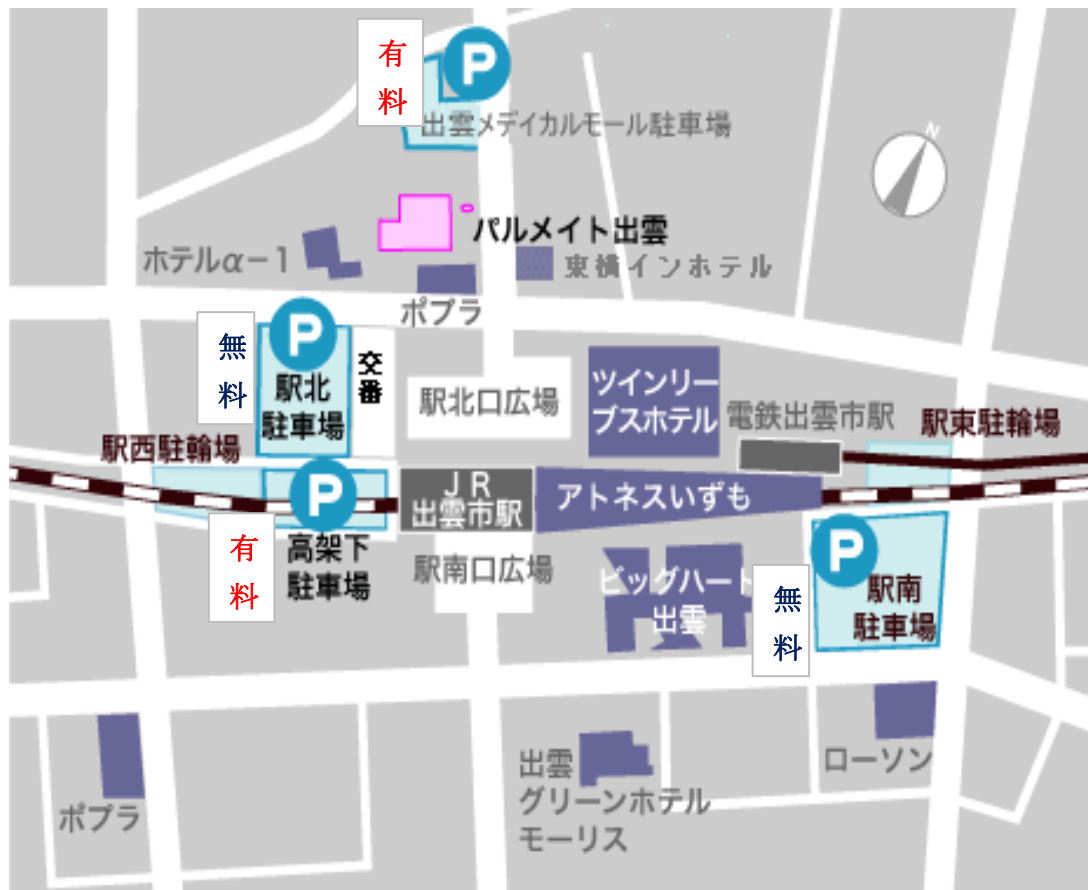 有
料
P
出雲メディカルモール駐車場
N
パルメイト出雲
ホテルα－1
東横インホテル
ポプラ
無
料
P
駅北
駐車場
交
番
駅北口広場
ツインリー
ブスホテル
電鉄出雲市駅
駅東駐輪場
駅西駐輪場
P
ＪＲ
出雲市駅
アトネスいずも
有
料
高架下
駐車場
駅南口広場
ビッグハート
出雲
無
料
P
駅南
駐車場
ポプラ
出雲
グリーンホテル
モーリス
ローソン